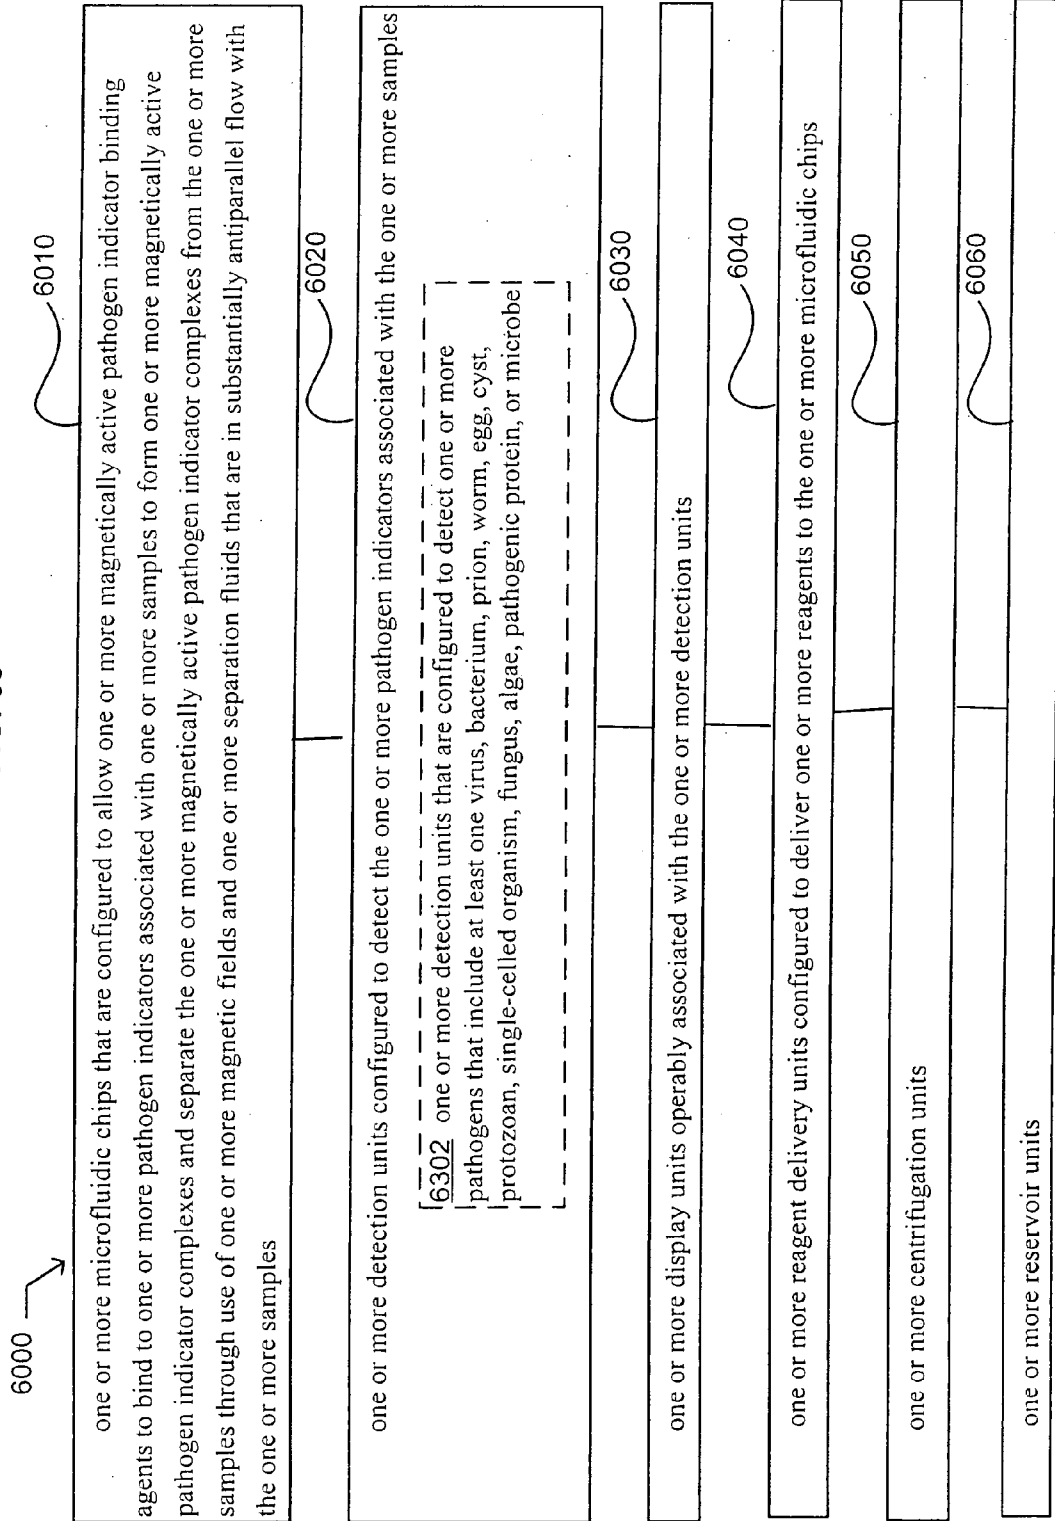 6000
6010
one or more microfluidic chips that are configured to allow one or more magnetically active pathogen indicator binding
agents to bind to one or more pathogen indicators associated with one or more samples to form one or more magnetically active
pathogen indicator complexes and separate the one or more magnetically active pathogen indicator complexes from the one or more
samples through use of one or more magnetic fields and one or more separation fluids that are in substantially antiparallel flow with
the one or more samples
6020
one or more detection units configured to detect the one or more pathogen indicators associated with the one or more samples
6302 one or more detection units that are configured to detect one or more
pathogens that include at least one virus, bacterium, prion, worm, egg, cyst,
protozoan, single-celled organism, fungus, algae, pathogenic protein, or microbe
6030
one or more display units operably associated with the one or more detection units
6040
one or more reagent delivery units configured to deliver one or more reagents to the one or more microfluidic chips
6050
one or more centrifugation units
6060
one or more reservoir units